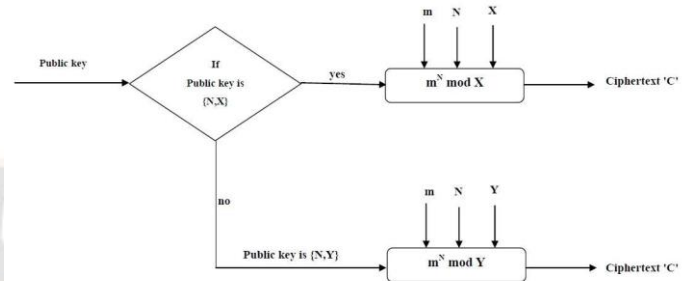 m N X
Public key
If
Public key is
{N,X}
yes
m^N mod X
Ciphertext 'C'
no
m N Y
Public key is {N,Y}
m^N mod Y
Ciphertext 'C'